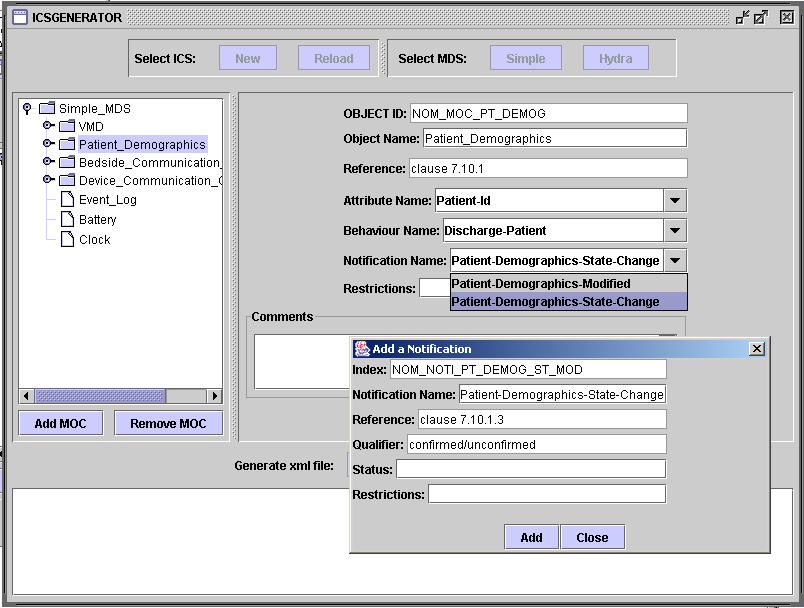 ICSGENERATOR
Select ICS: New Reload Select MDS: Simple Hydra
Simple_MDS
VMD
Patient_Demographics
Bedside_Communication_
Device_Communication_
Event_Log
Battery
Clock
Add MOC Remove MOC
OBJECT ID: NOM_MOC_PT_DEMOG
Object Name: Patient_Demographics
Reference: clause 7.10.1
Attribute Name: Patient-Id
Behaviour Name: Discharge-Patient
Notification Name: Patient-Demographics-State-Change
Patient-Demographics-Modified
Patient-Demographics-State-Change
Restrictions:
Comments
Generate xml file:
Add a Notification
Index: NOM_NOTI_PT_DEMOG_ST_MOD
Notification Name: Patient-Demographics-State-Change
Reference: clause 7.10.1.3
Qualifier: confirmed/unconfirmed
Status:
Restrictions:
Add Close